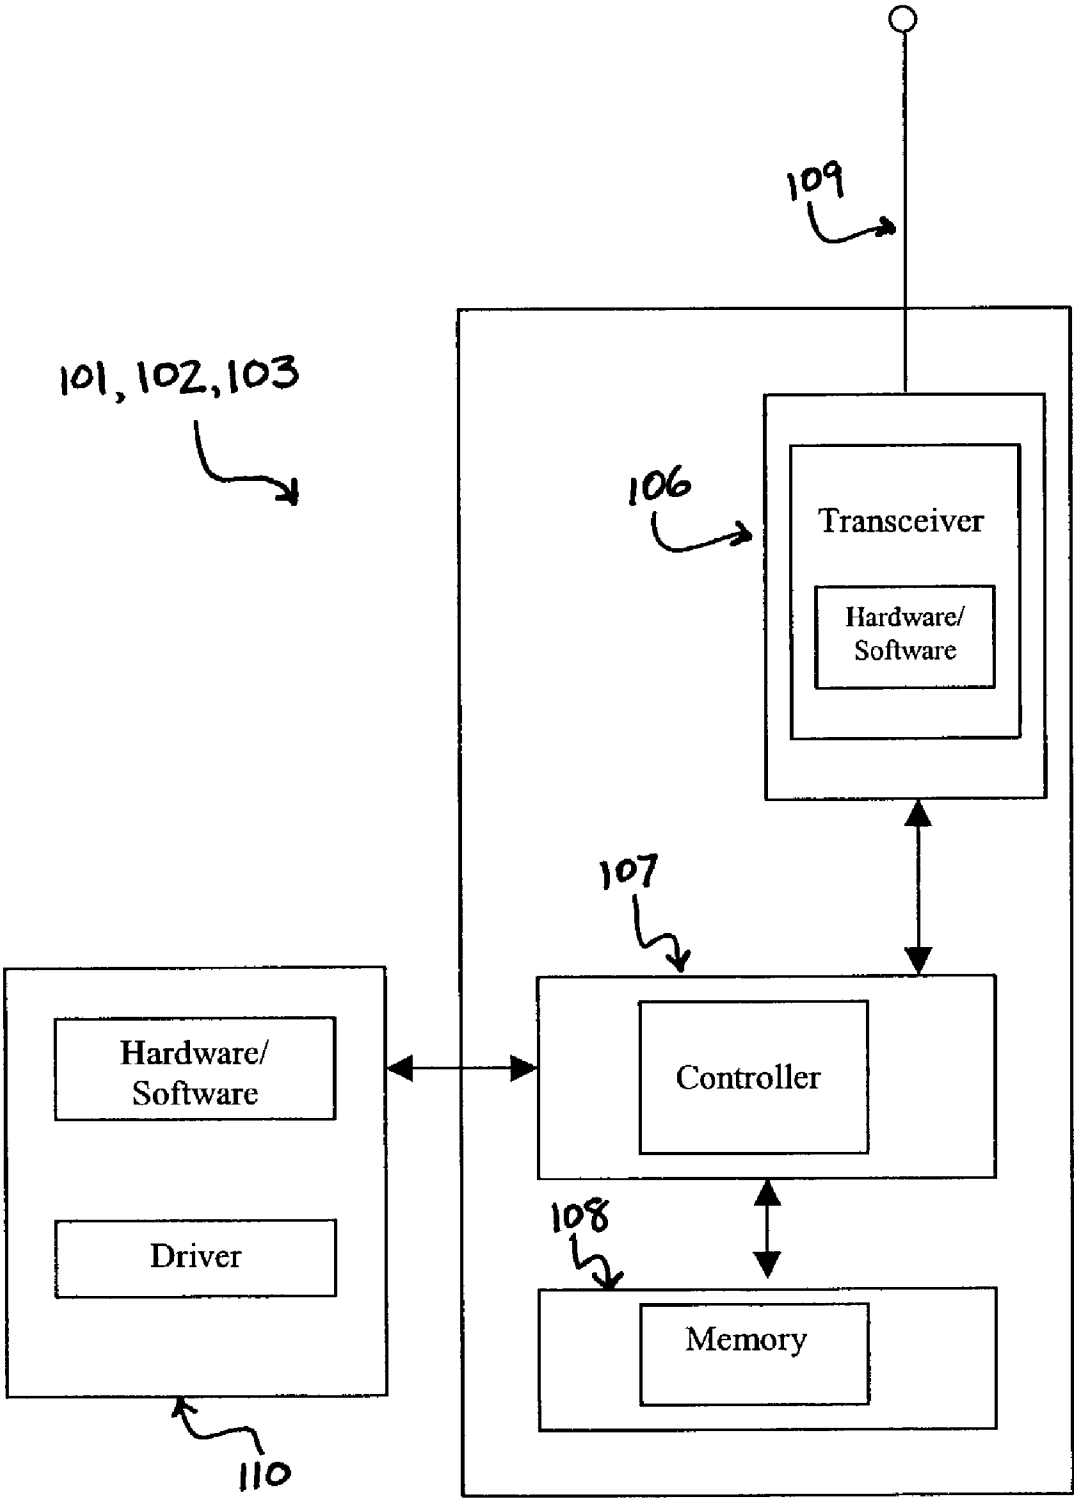 109
101, 102, 103
106
Transceiver
Hardware/
Software
107
Hardware/
Software
Controller
108
Driver
Memory
110